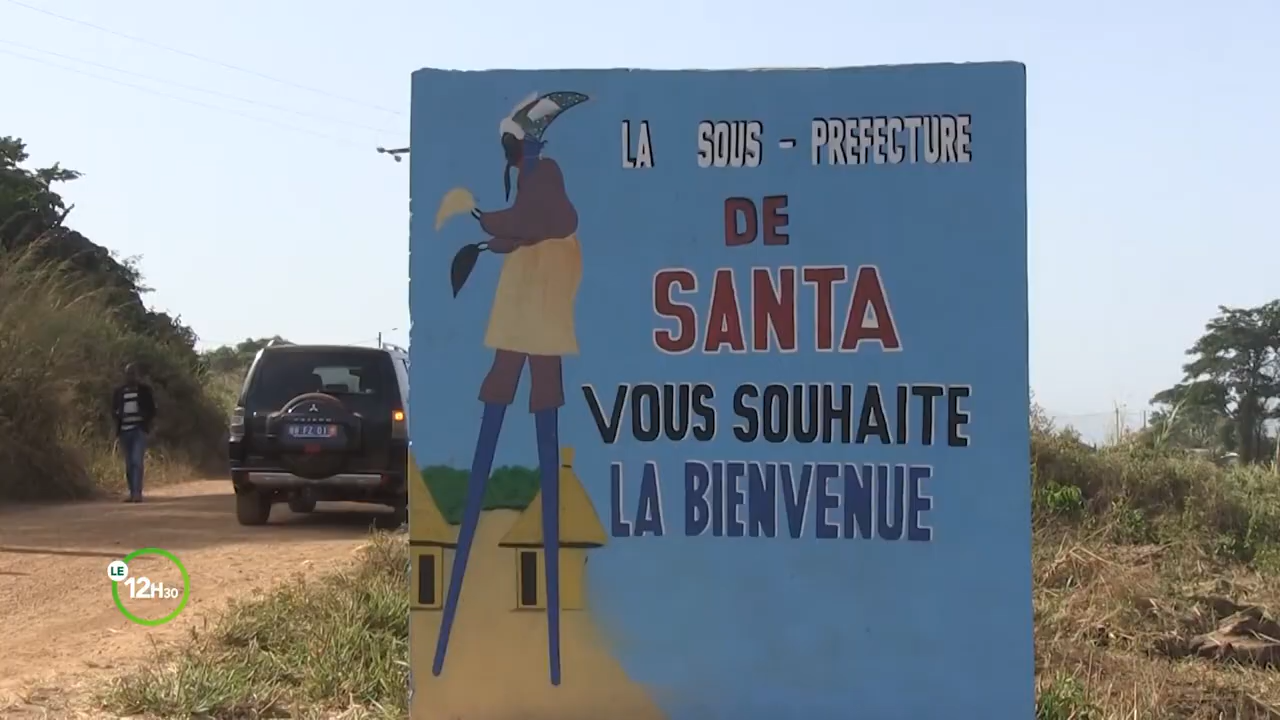 LA SOUS - PREFECTURE
DE
SANTA
VOUS SOUHAITE
LA BIENVENUE
LE
12H30